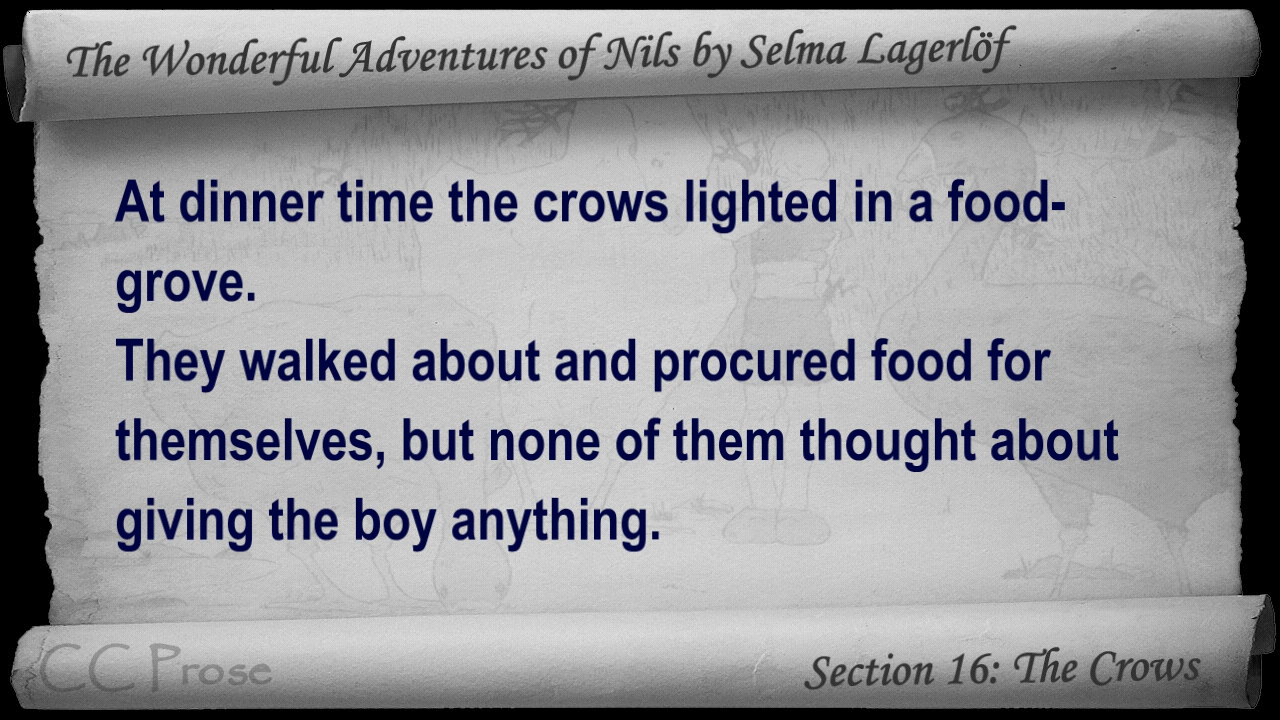 The Wonderful Adventures of Nils by Selma Lagerlöf
At dinner time the crows lighted in a food-
grove.
They walked about and procured food for
themselves, but none of them thought about
giving the boy anything.
CC Prose
Section 16: The Crows